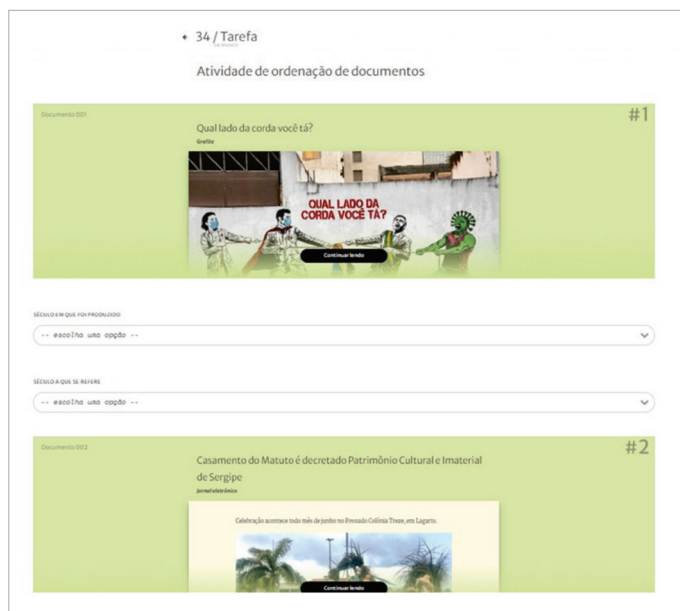 34 / Tarefa
EM BRANCO
Atividade de ordenação de documentos
Documento 001
#1
Qual lado da corda você tá?
Grafite
QUAL LADO DA
CORDA VOCÊ TÁ?
Continuar lendo
SÉCULO EM QUE FOI PRODUZIDO
-- escolha uma opção --
SÉCULO A QUE SE REFERE
-- escolha uma opção --
Documento 002
#2
Casamento do Matuto é decretado Patrimônio Cultural e Imaterial
de Sergipe
Jornal eletrônico
Celebração acontece todo mês de junho no Povoado Colônia Treze, em Lagarto.
Continuar lendo